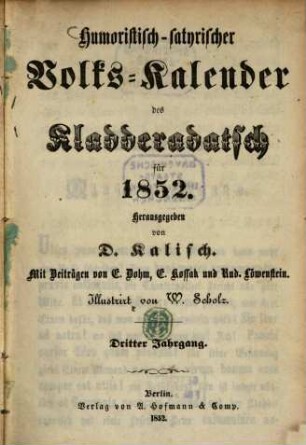 Humoristisch-satyrischer
Volks-Kalender
des
Kladderadatsch
für
1852.
Herausgegeben
von
D. Kalisch.
Mit Beiträgen von E. Dohm, E. Kossak und Rud. Löwenstein.
Illustrirt von W. Scholz.
Dritter Jahrgang.
Berlin.
Verlag von A. Hofmann & Comp.
1852.